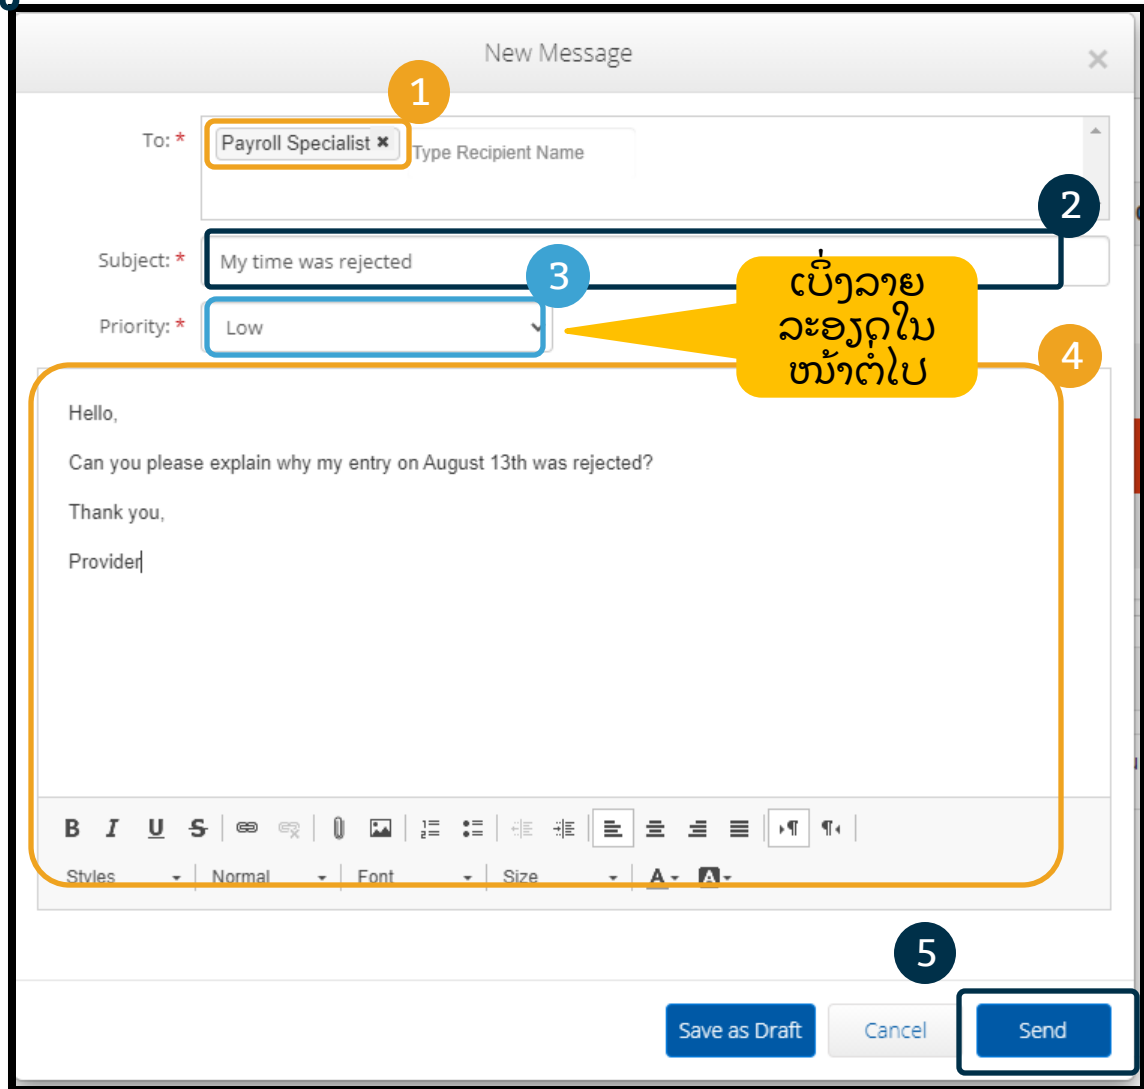 New Message
×
1
To: *
Payroll Specialist ✖
Type Recipient Name
2
Subject: *
My time was rejected
3
Priority: *
Low
ເບິ່ງລາຍ
ລະອຽດໃນ
ໜ້າຕໍ່ໄປ
4
Hello,
Can you please explain why my entry on August 13th was rejected?
Thank you,
Provider
B I U S
Styles Normal Font Size A A
5
Save as Draft Cancel Send